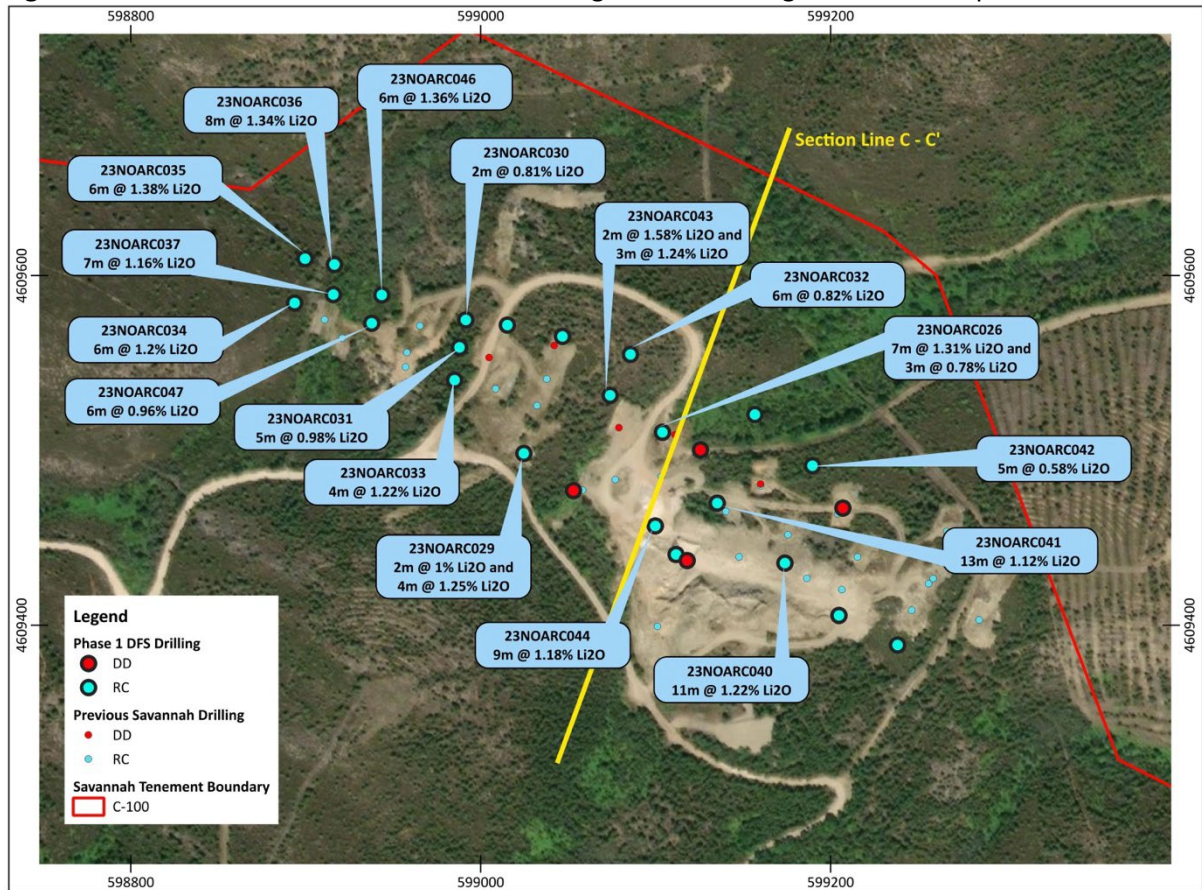 598800
599000
599200
23NOARC046
6m @ 1.36% Li2O
23NOARC036
8m @ 1.34% Li2O
Section Line C - C'
23NOARC030
2m @ 0.81% Li2O
23NOARC035
6m @ 1.38% Li2O
23NOARC043
2m @ 1.58% Li2O and
3m @ 1.24% Li2O
23NOARC037
7m @ 1.16% Li2O
23NOARC032
6m @ 0.82% Li2O
4609600
4609600
23NOARC026
7m @ 1.31% Li2O and
3m @ 0.78% Li2O
23NOARC034
6m @ 1.2% Li2O
23NOARC047
6m @ 0.96% Li2O
23NOARC031
5m @ 0.98% Li2O
23NOARC042
5m @ 0.58% Li2O
23NOARC033
4m @ 1.22% Li2O
23NOARC029
2m @ 1% Li2O and
4m @ 1.25% Li2O
23NOARC041
13m @ 1.12% Li2O
4609400
4609400
23NOARC044
9m @ 1.18% Li2O
23NOARC040
11m @ 1.22% Li2O
Legend
Phase 1 DFS Drilling
DD
RC
Previous Savannah Drilling
DD
RC
Savannah Tenement Boundary
C-100
598800
599000
599200